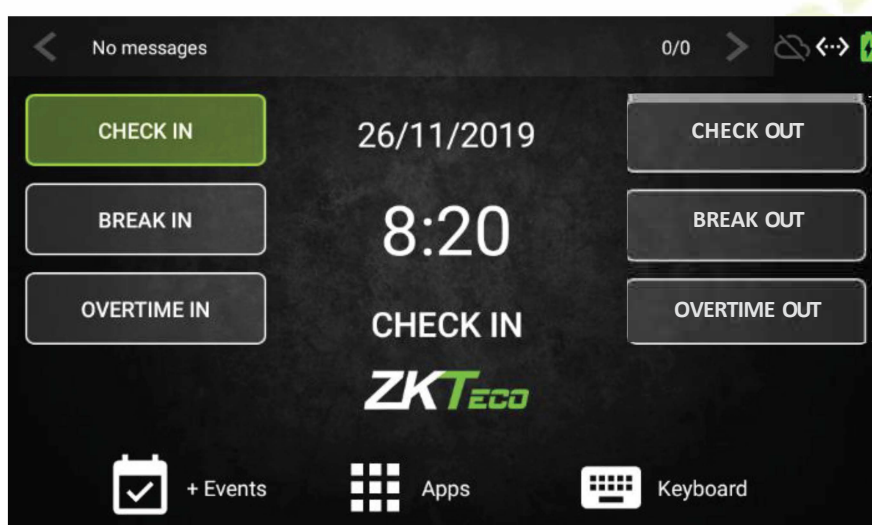 No messages 0/0
CHECK IN 26/11/2019 CHECK OUT
BREAK IN 8:20 BREAK OUT
OVERTIME IN CHECK IN OVERTIME OUT
ZKTECO
+ Events Apps Keyboard